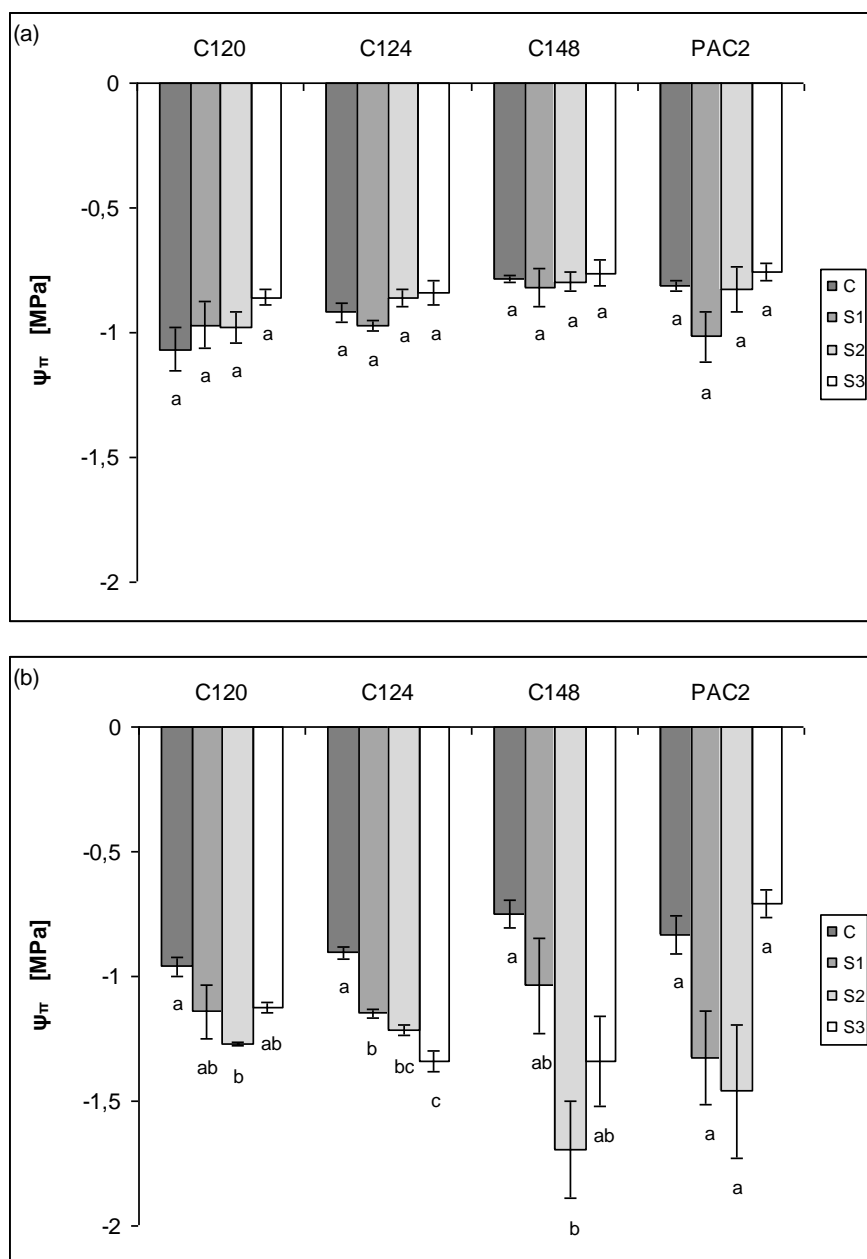 (a)
C120 C124 C148 PAC2
0
-0,5
-1
-1,5
-2
ψπ [MPa]
a a a a a a a a a a a a a a a a
C
S1
S2
S3
(b)
C120 C124 C148 PAC2
0
-0,5
-1
-1,5
-2
ψπ [MPa]
a ab b ab a b bc c a ab b ab a a a a
C
S1
S2
S3